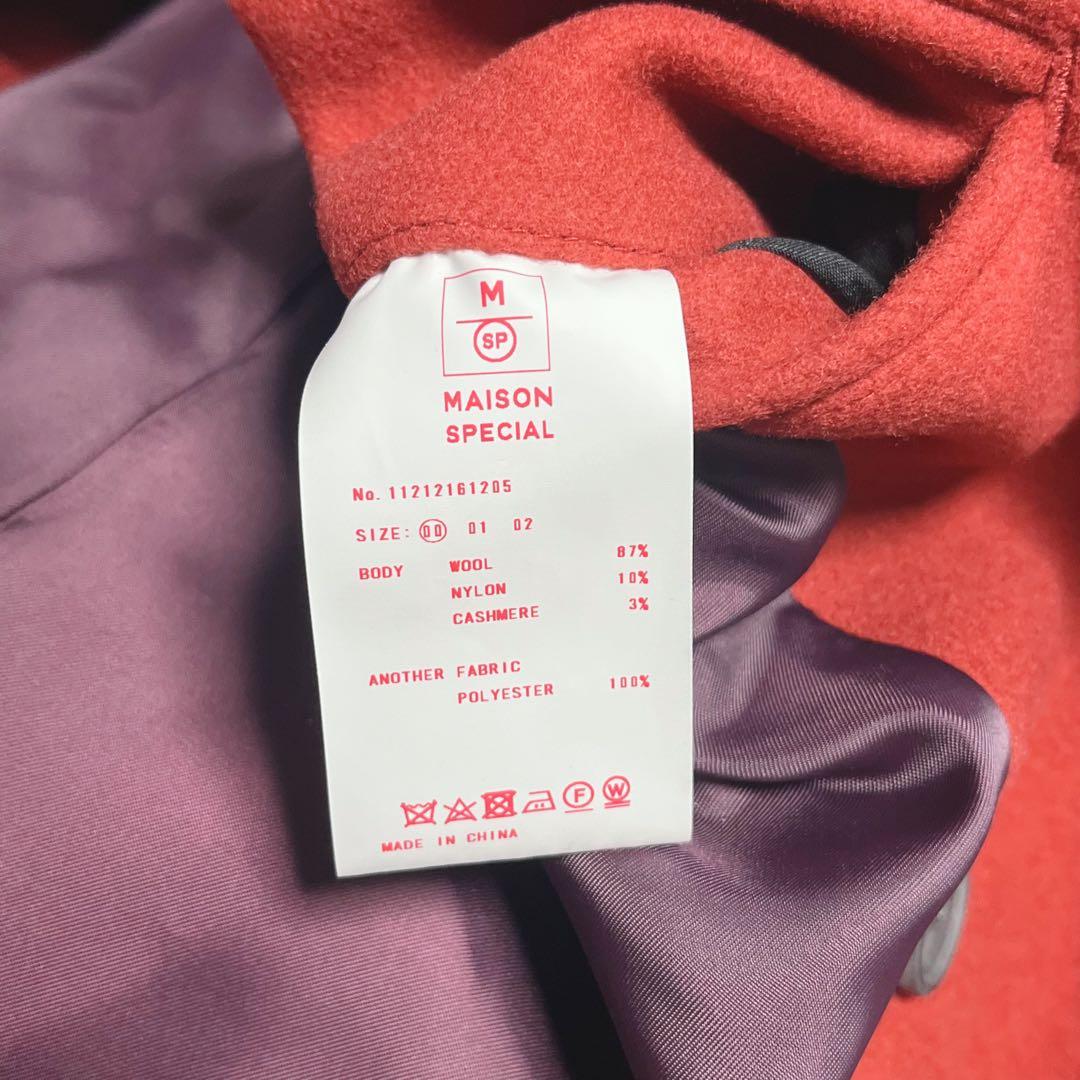 M
SP
MAISON
SPECIAL
No. 11212161205
SIZE: 00 01 02
BODY WOOL 87%
NYLON 10%
CASHMERE 3%
ANOTHER FABRIC
POLYESTER 100%
F W
MADE IN CHINA